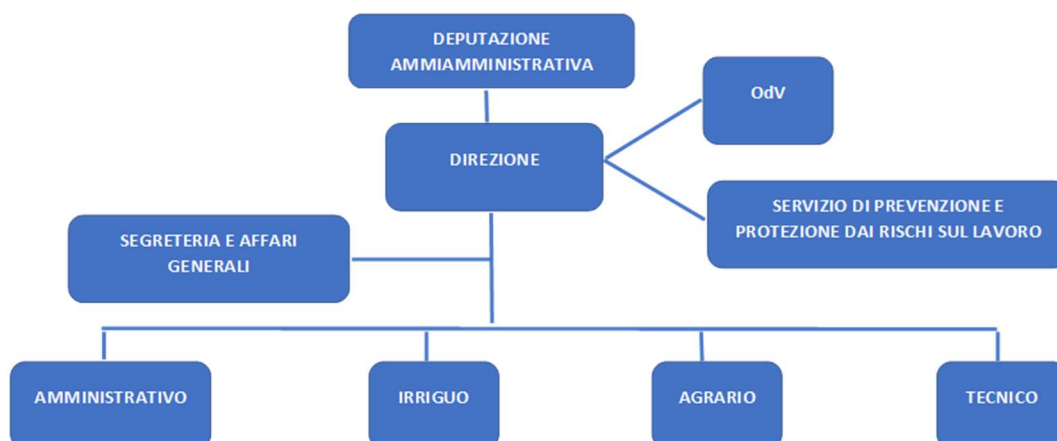 DEPUTAZIONE
AMMIAMMINISTRATIVA
OdV
DIREZIONE
SERVIZIO DI PREVENZIONE E
PROTEZIONE DAI RISCHI SUL LAVORO
SEGRETERIA E AFFARI
GENERALI
AMMINISTRATIVO
IRRIGUO
AGRARIO
TECNICO